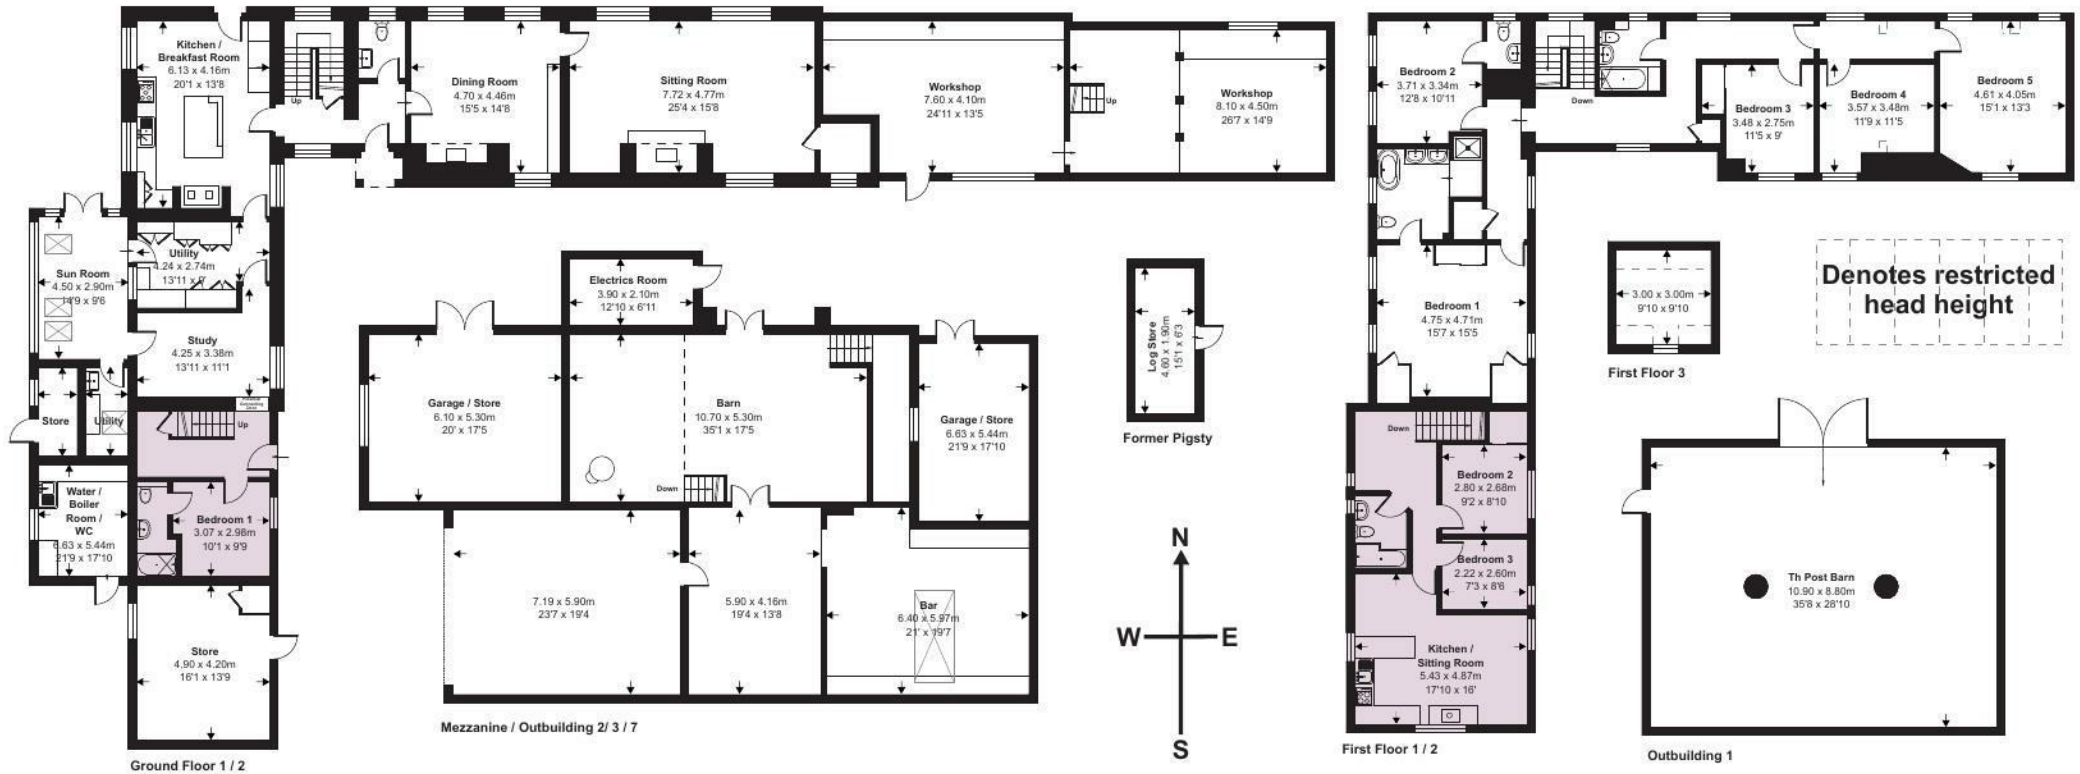 Kitchen /
Breakfast Room
6.13 x 4.16m
20'1 x 13'8
Up
Dining Room
4.70 x 4.46m
15'5 x 14'8
Sitting Room
7.72 x 4.77m
25'4 x 15'8
Workshop
7.60 x 4.10m
24'11 x 13'5
Up
Workshop
8.10 x 4.50m
26'7 x 14'9
Sun Room
4.50 x 2.90m
14'9 x 9'6
Utility
4.24 x 2.74m
13'11 x 9'
Study
4.25 x 3.38m
13'11 x 11'1
Store
Utility
Up
Water /
Boiler
Room /
WC
6.63 x 5.44m
21'9 x 17'10
Bedroom 1
3.07 x 2.98m
10'1 x 9'9
Store
4.90 x 4.20m
16'1 x 13'9
Ground Floor 1 / 2
Electrics Room
3.90 x 2.10m
12'10 x 6'11
Garage / Store
6.10 x 5.30m
20' x 17'5
Barn
10.70 x 5.30m
35'1 x 17'5
Down
Garage / Store
6.63 x 5.44m
21'9 x 17'10
7.19 x 5.90m
23'7 x 19'4
5.90 x 4.16m
19'4 x 13'8
Bar
6.40 x 5.97m
21' x 19'7
Mezzanine / Outbuilding 2/ 3 / 7
Log Store
4.60 x 1.90m
15'1 x 6'3
Former Pigsty
N
W
E
S
Bedroom 2
3.71 x 3.34m
12'8 x 10'11
Down
Bedroom 3
3.48 x 2.75m
11'5 x 9'
Bedroom 4
3.57 x 3.48m
11'9 x 11'5
Bedroom 5
4.61 x 4.05m
15'1 x 13'3
Bedroom 1
4.75 x 4.71m
15'7 x 15'5
Down
Bedroom 2
2.80 x 2.68m
9'2 x 8'10
Bedroom 3
2.22 x 2.60m
7'3 x 8'6
Kitchen /
Sitting Room
5.43 x 4.87m
17'10 x 16'
First Floor 1 / 2
3.00 x 3.00m
9'10 x 9'10
First Floor 3
Denotes restricted
head height
Th Post Barn
10.90 x 8.80m
35'8 x 28'10
Outbuilding 1